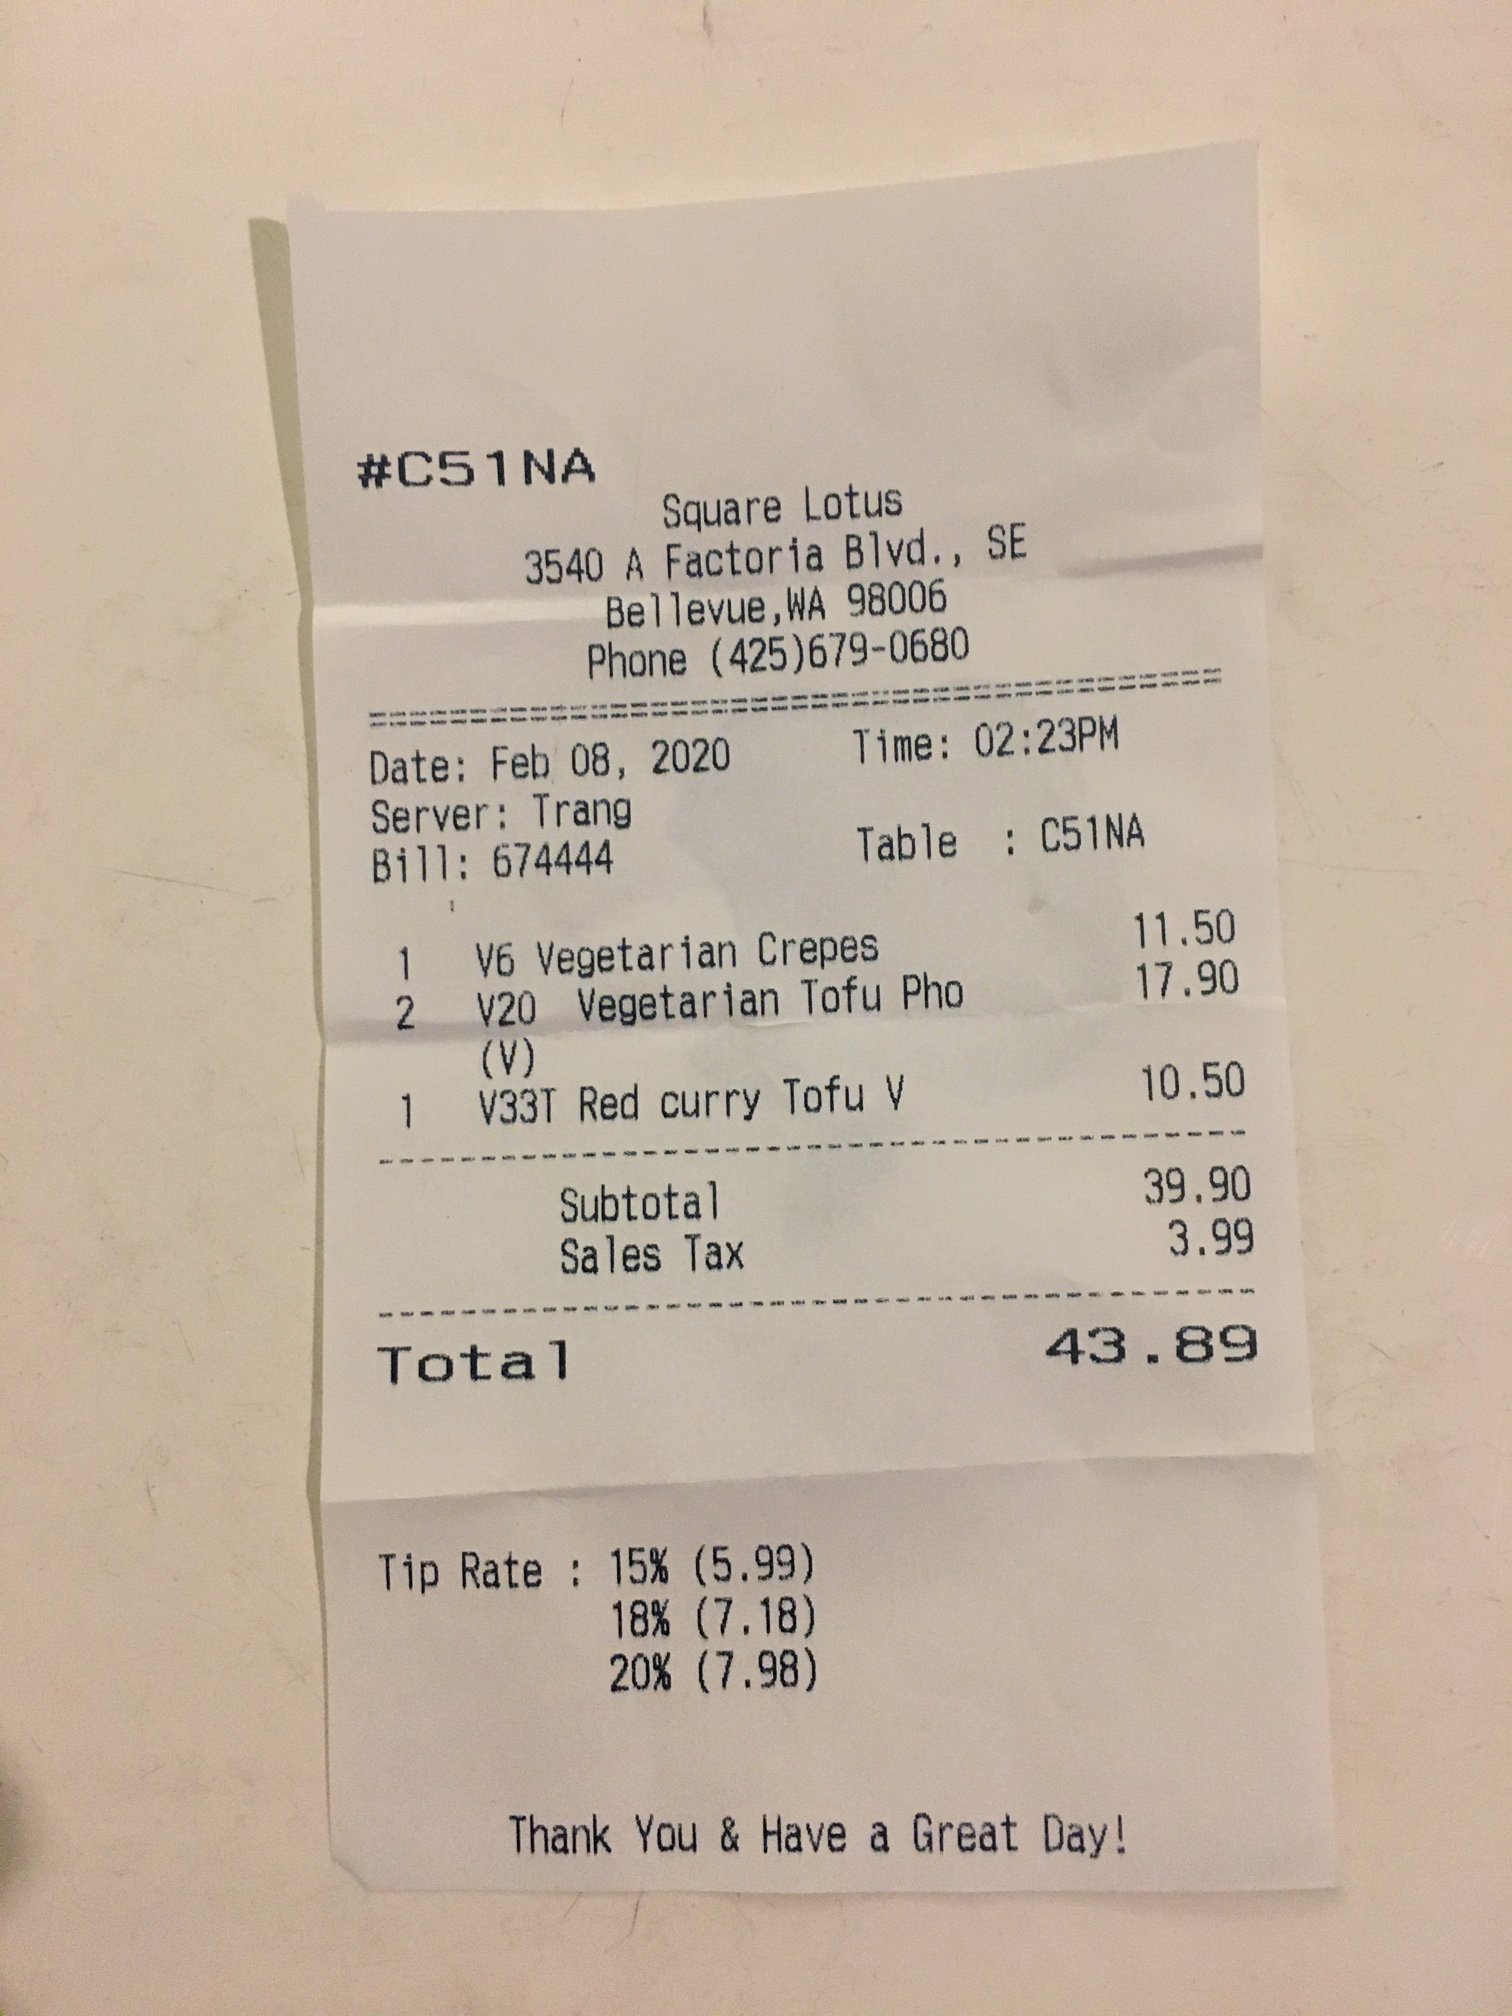 #C51NA
Square Lotus
3540 A Factoria Blvd., SE
Bellevue,WA 98006
Phone (425)679-0680
Date: Feb 08, 2020 Time: 02:23PM
Server: Trang
Bill: 674444 Table : C51NA
1 V6 Vegetarian Crepes 11.50
2 V20 Vegetarian Tofu Pho 17.90
(V)
1 V33T Red curry Tofu V 10.50
Subtotal 39.90
Sales Tax 3.99
Total 43.89
Tip Rate : 15% (5.99)
18% (7.18)
20% (7.98)
Thank You & Have a Great Day!